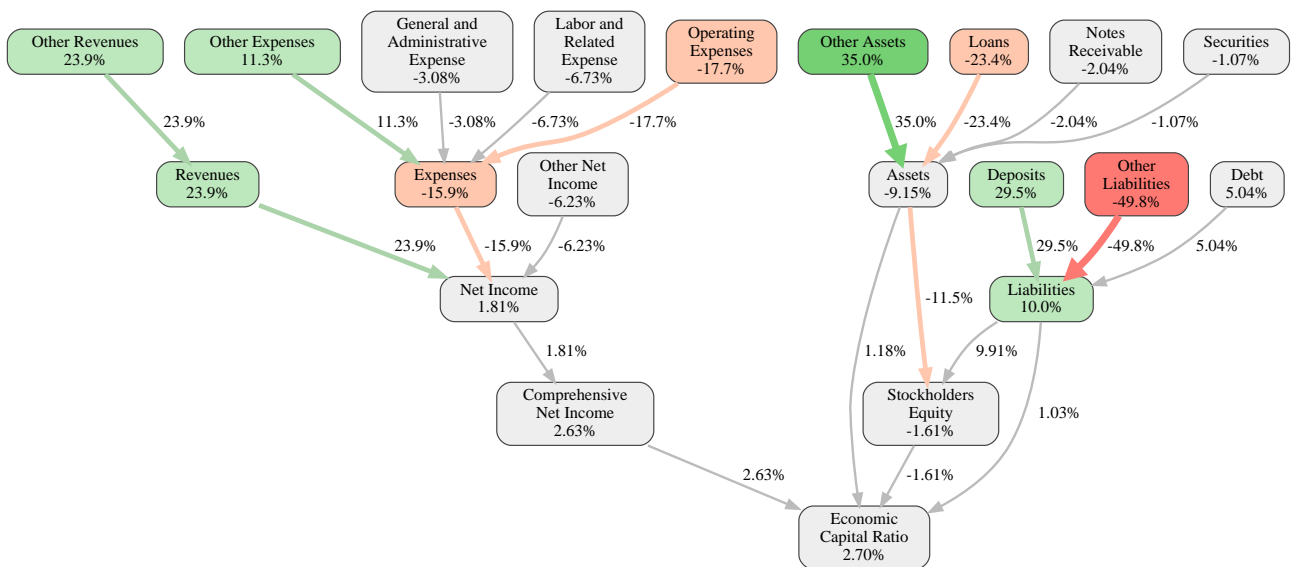 Other Revenues
23.9%
Other Expenses
11.3%
General and
Administrative
Expense
-3.08%
Labor and
Related
Expense
-6.73%
Operating
Expenses
-17.7%
Other Assets
35.0%
Loans
-23.4%
Notes
Receivable
-2.04%
Securities
-1.07%
23.9%
11.3%
-3.08%
-6.73%
-17.7%
35.0%
-23.4%
-2.04%
-1.07%
Revenues
23.9%
Expenses
-15.9%
Other Net
Income
-6.23%
Assets
-9.15%
Deposits
29.5%
Other
Liabilities
-49.8%
Debt
5.04%
23.9%
-15.9%
-6.23%
29.5%
-49.8%
5.04%
Net Income
1.81%
-11.5%
Liabilities
10.0%
1.81%
1.18%
9.91%
Comprehensive
Net Income
2.63%
Stockholders
Equity
-1.61%
1.03%
2.63%
-1.61%
Economic
Capital Ratio
2.70%